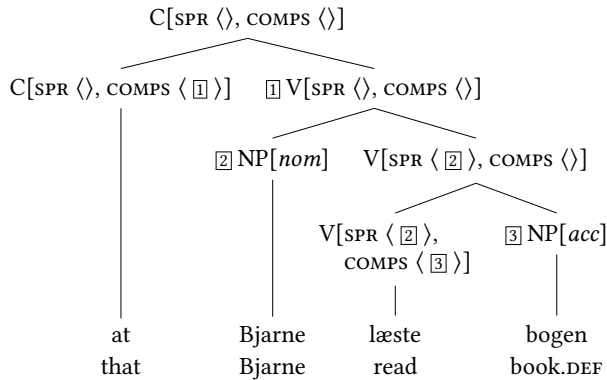 C[SPR ⟨⟩, COMPS ⟨⟩]
C[SPR ⟨⟩, COMPS ⟨ 1 ⟩] 1 V[SPR ⟨⟩, COMPS ⟨⟩]
2 NP[nom] V[SPR ⟨ 2 ⟩, COMPS ⟨⟩]
V[SPR ⟨ 2 ⟩, 3 NP[acc]
COMPS ⟨ 3 ⟩]
at Bjarne læste bogen
that Bjarne read book.DEF